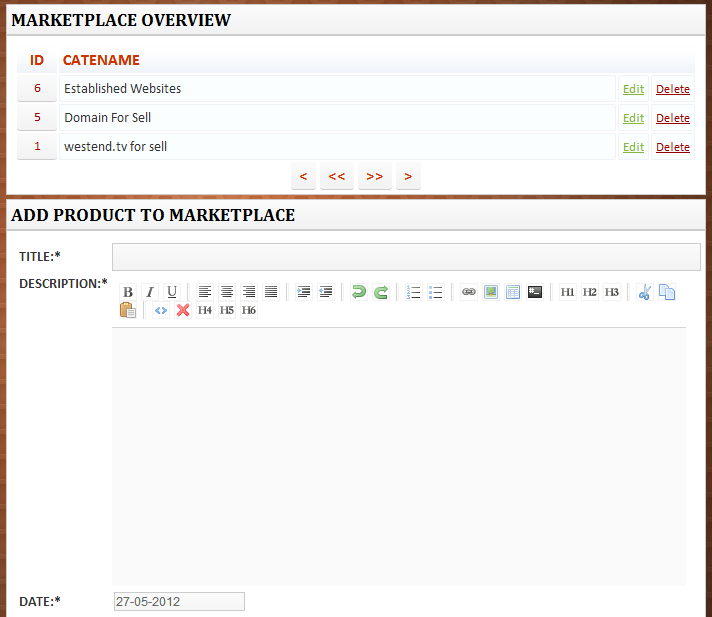 MARKETPLACE OVERVIEW
ID CATENAME
6 Established Websites Edit Delete
5 Domain For Sell Edit Delete
1 westend.tv for sell Edit Delete
< << >> >
ADD PRODUCT TO MARKETPLACE
TITLE:*
DESCRIPTION:*
B I U H1 H2 H3
H4 H5 H6
DATE:* 27-05-2012